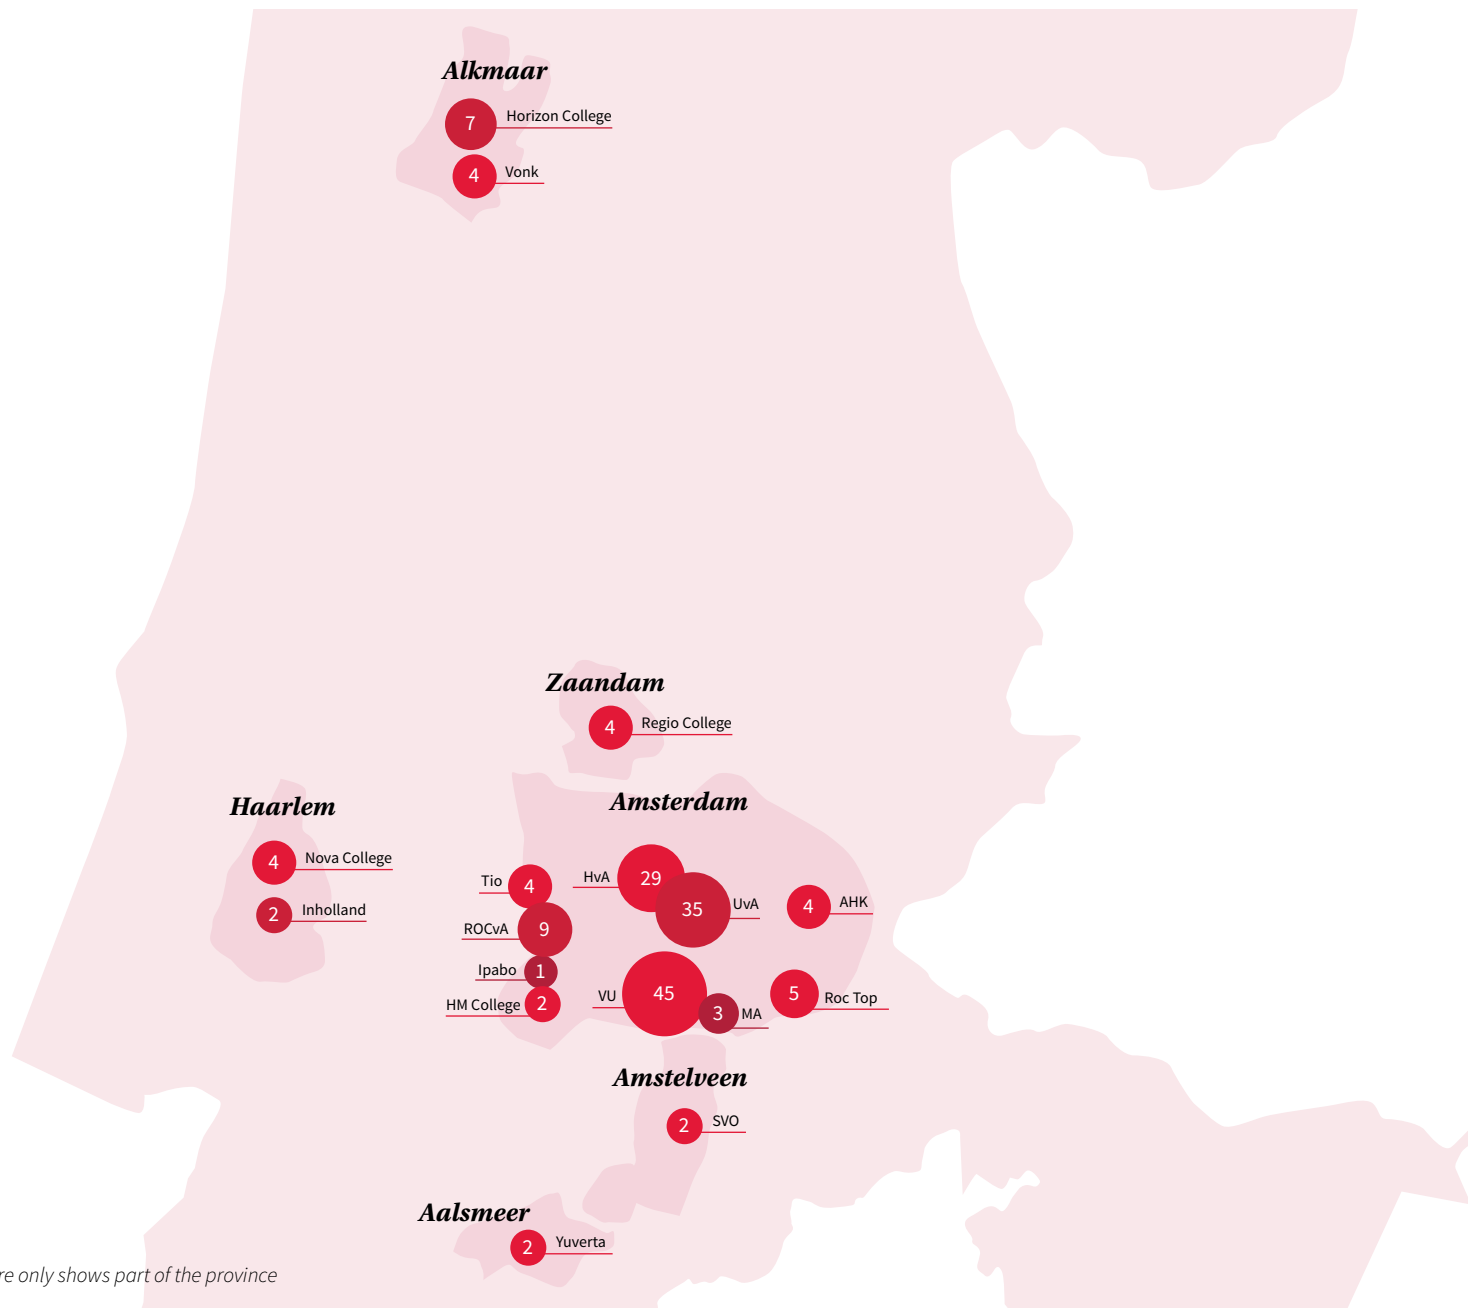 Alkmaar
7 Horizon College
4 Vonk
Zaandam
4 Regio College
Haarlem
4 Nova College
2 Inholland
Amsterdam
Tio 4
HvA 29
35 UvA
4 AHK
ROCvA 9
Ipabo 1
HM College 2
VU 45
3 MA
5 Roc Top
Amstelveen
2 SVO
Aalsmeer
2 Yuverta
only shows part of the province